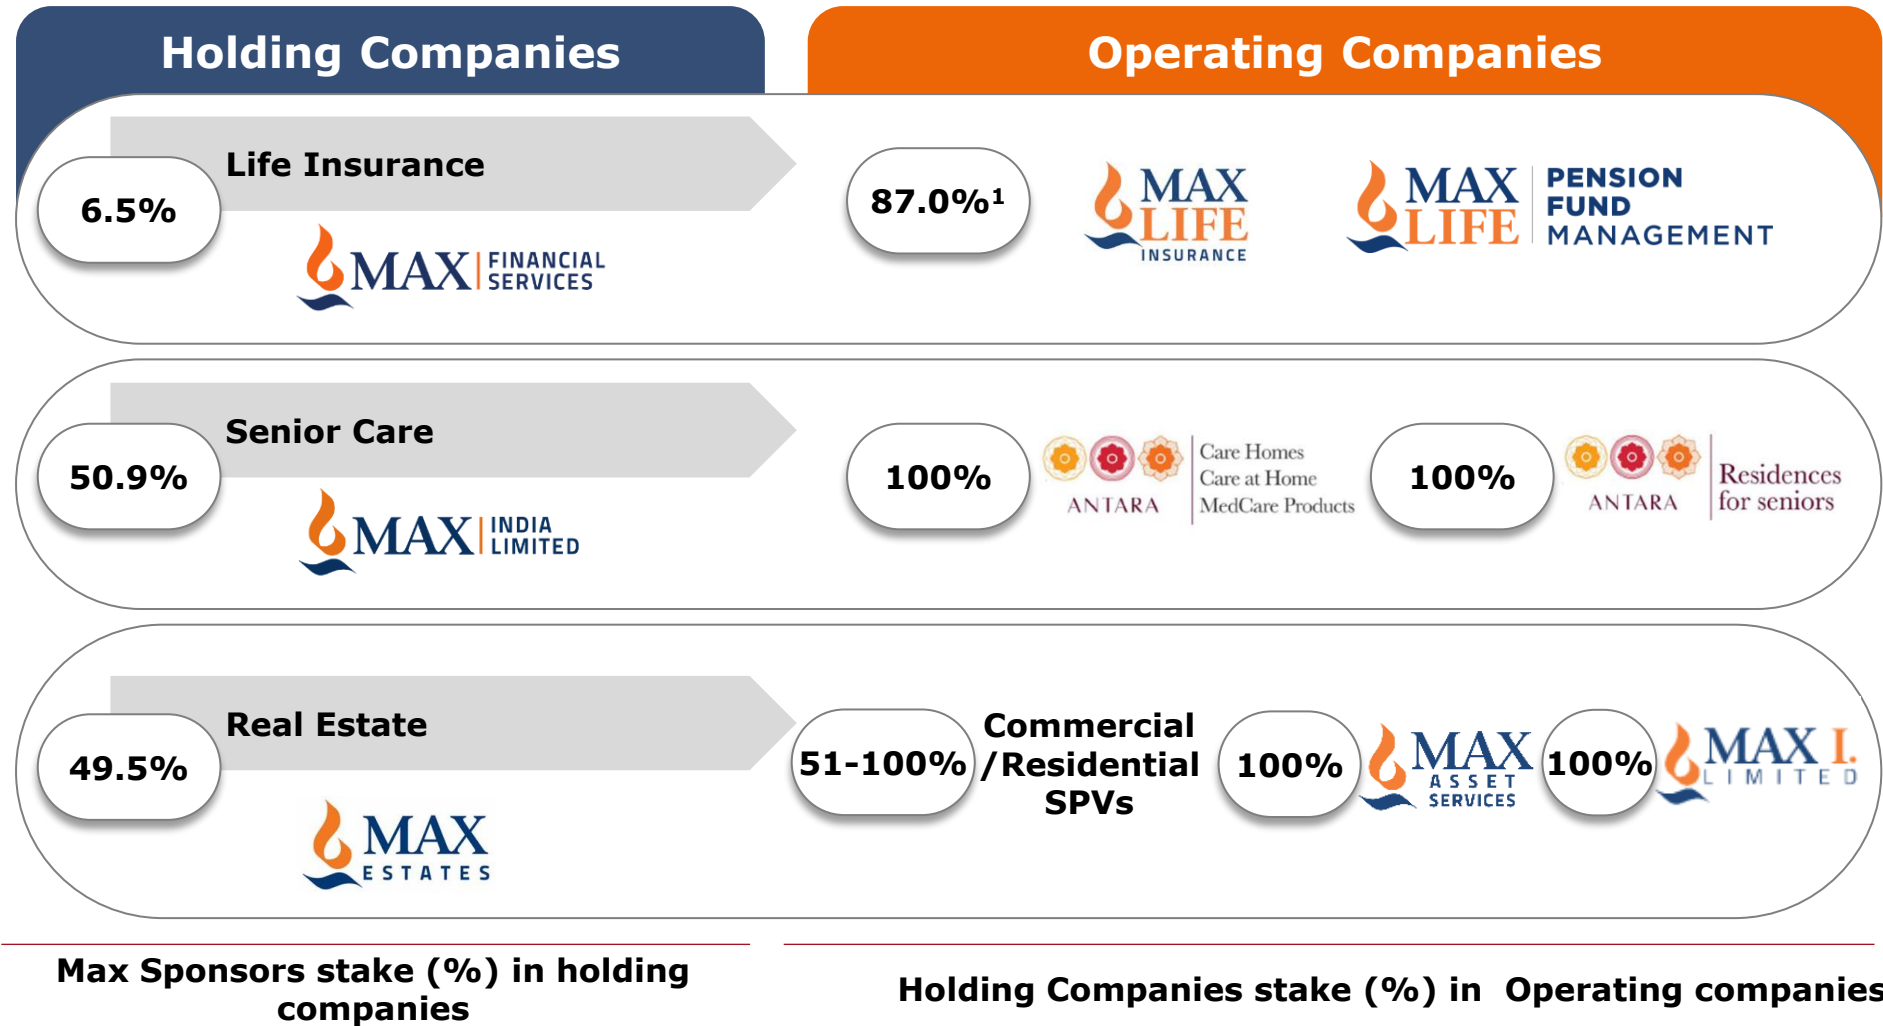 Holding Companies
Operating Companies
Life Insurance
6.5%
MAX FINANCIAL
SERVICES
87.0%¹
MAX
LIFE
INSURANCE
MAX
LIFE
PENSION
FUND
MANAGEMENT
Senior Care
50.9%
MAX INDIA
LIMITED
100%
ANTARA
Care Homes
Care at Home
MedCare Products
100%
ANTARA
Residences
for seniors
Real Estate
49.5%
MAX
ESTATES
51-100%
Commercial
/Residential
SPVs
100%
MAX
ASSET
SERVICES
100%
MAX I.
LIMITED
Max Sponsors stake (%) in holding
companies
Holding Companies stake (%) in Operating companies